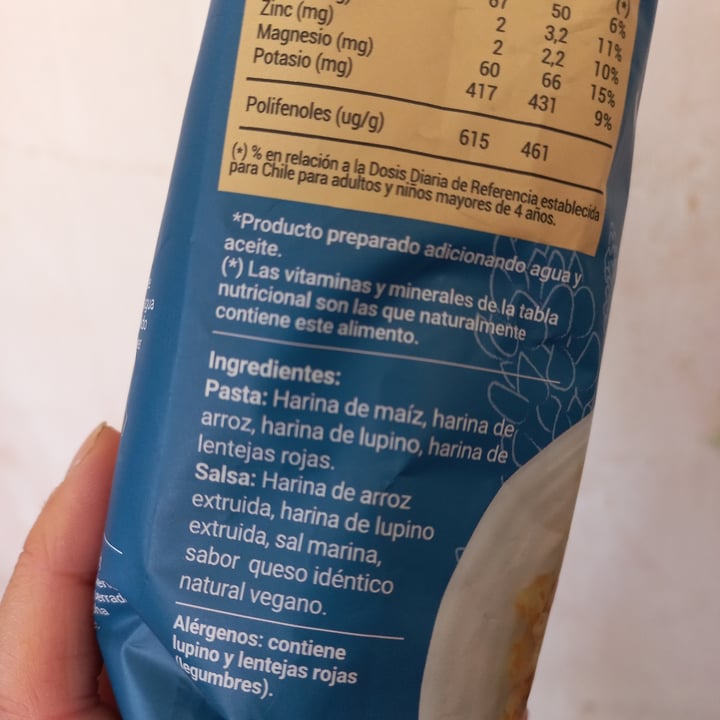 67 50 (*)
Zinc (mg) 2 3,2 6%
Magnesio (mg) 2 2,2 11%
Potasio (mg) 60 66 10%
417 431 15%
9%
Polifenoles (ug/g) 615 461
(*) % en relación a la Dosis Diaria de Referencia establecida
para Chile para adultos y niños mayores de 4 años.
*Producto preparado adicionando agua y
aceite.
(*) Las vitaminas y minerales de la tabla
nutricional son las que naturalmente
contiene este alimento.
Ingredientes:
Pasta: Harina de maíz, harina de
arroz, harina de lupino, harina de
lentejas rojas.
Salsa: Harina de arroz
extruida, harina de lupino
extruida, sal marina,
sabor queso idéntico
natural vegano.
Alérgenos: contiene
lupino y lentejas rojas
(legumbres).